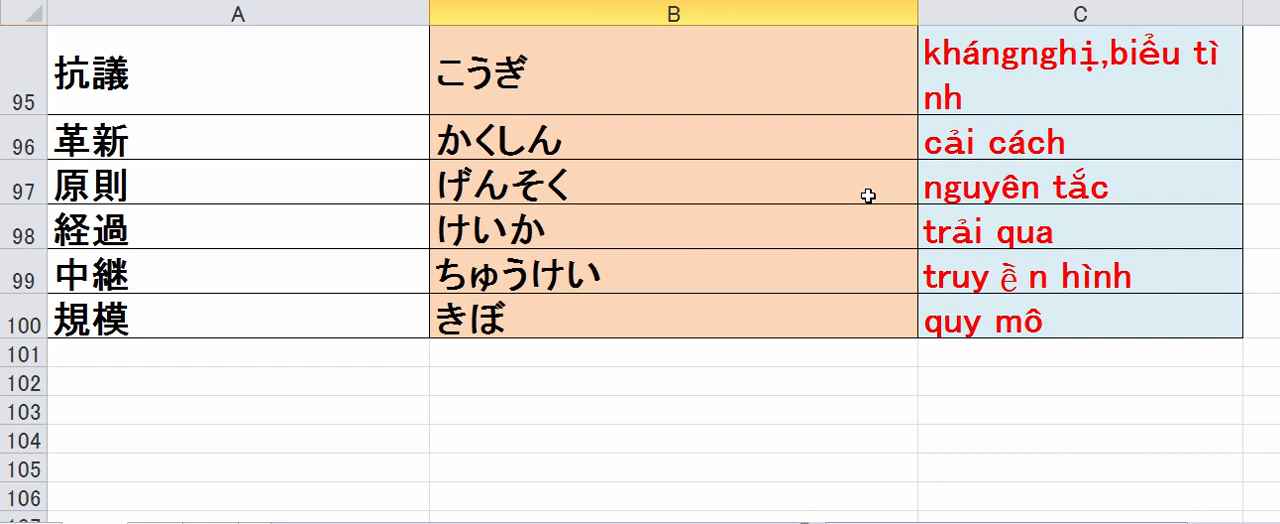 A B C
95 抗議 こうぎ khángnghị,biểu tì
nh
96 革新 かくしん cải cách
97 原則 げんそく nguyên tắc
98 経過 けいか trải qua
99 中継 ちゅうけい truyền hình
100 規模 きぼ quy mô
101
102
103
104
105
106